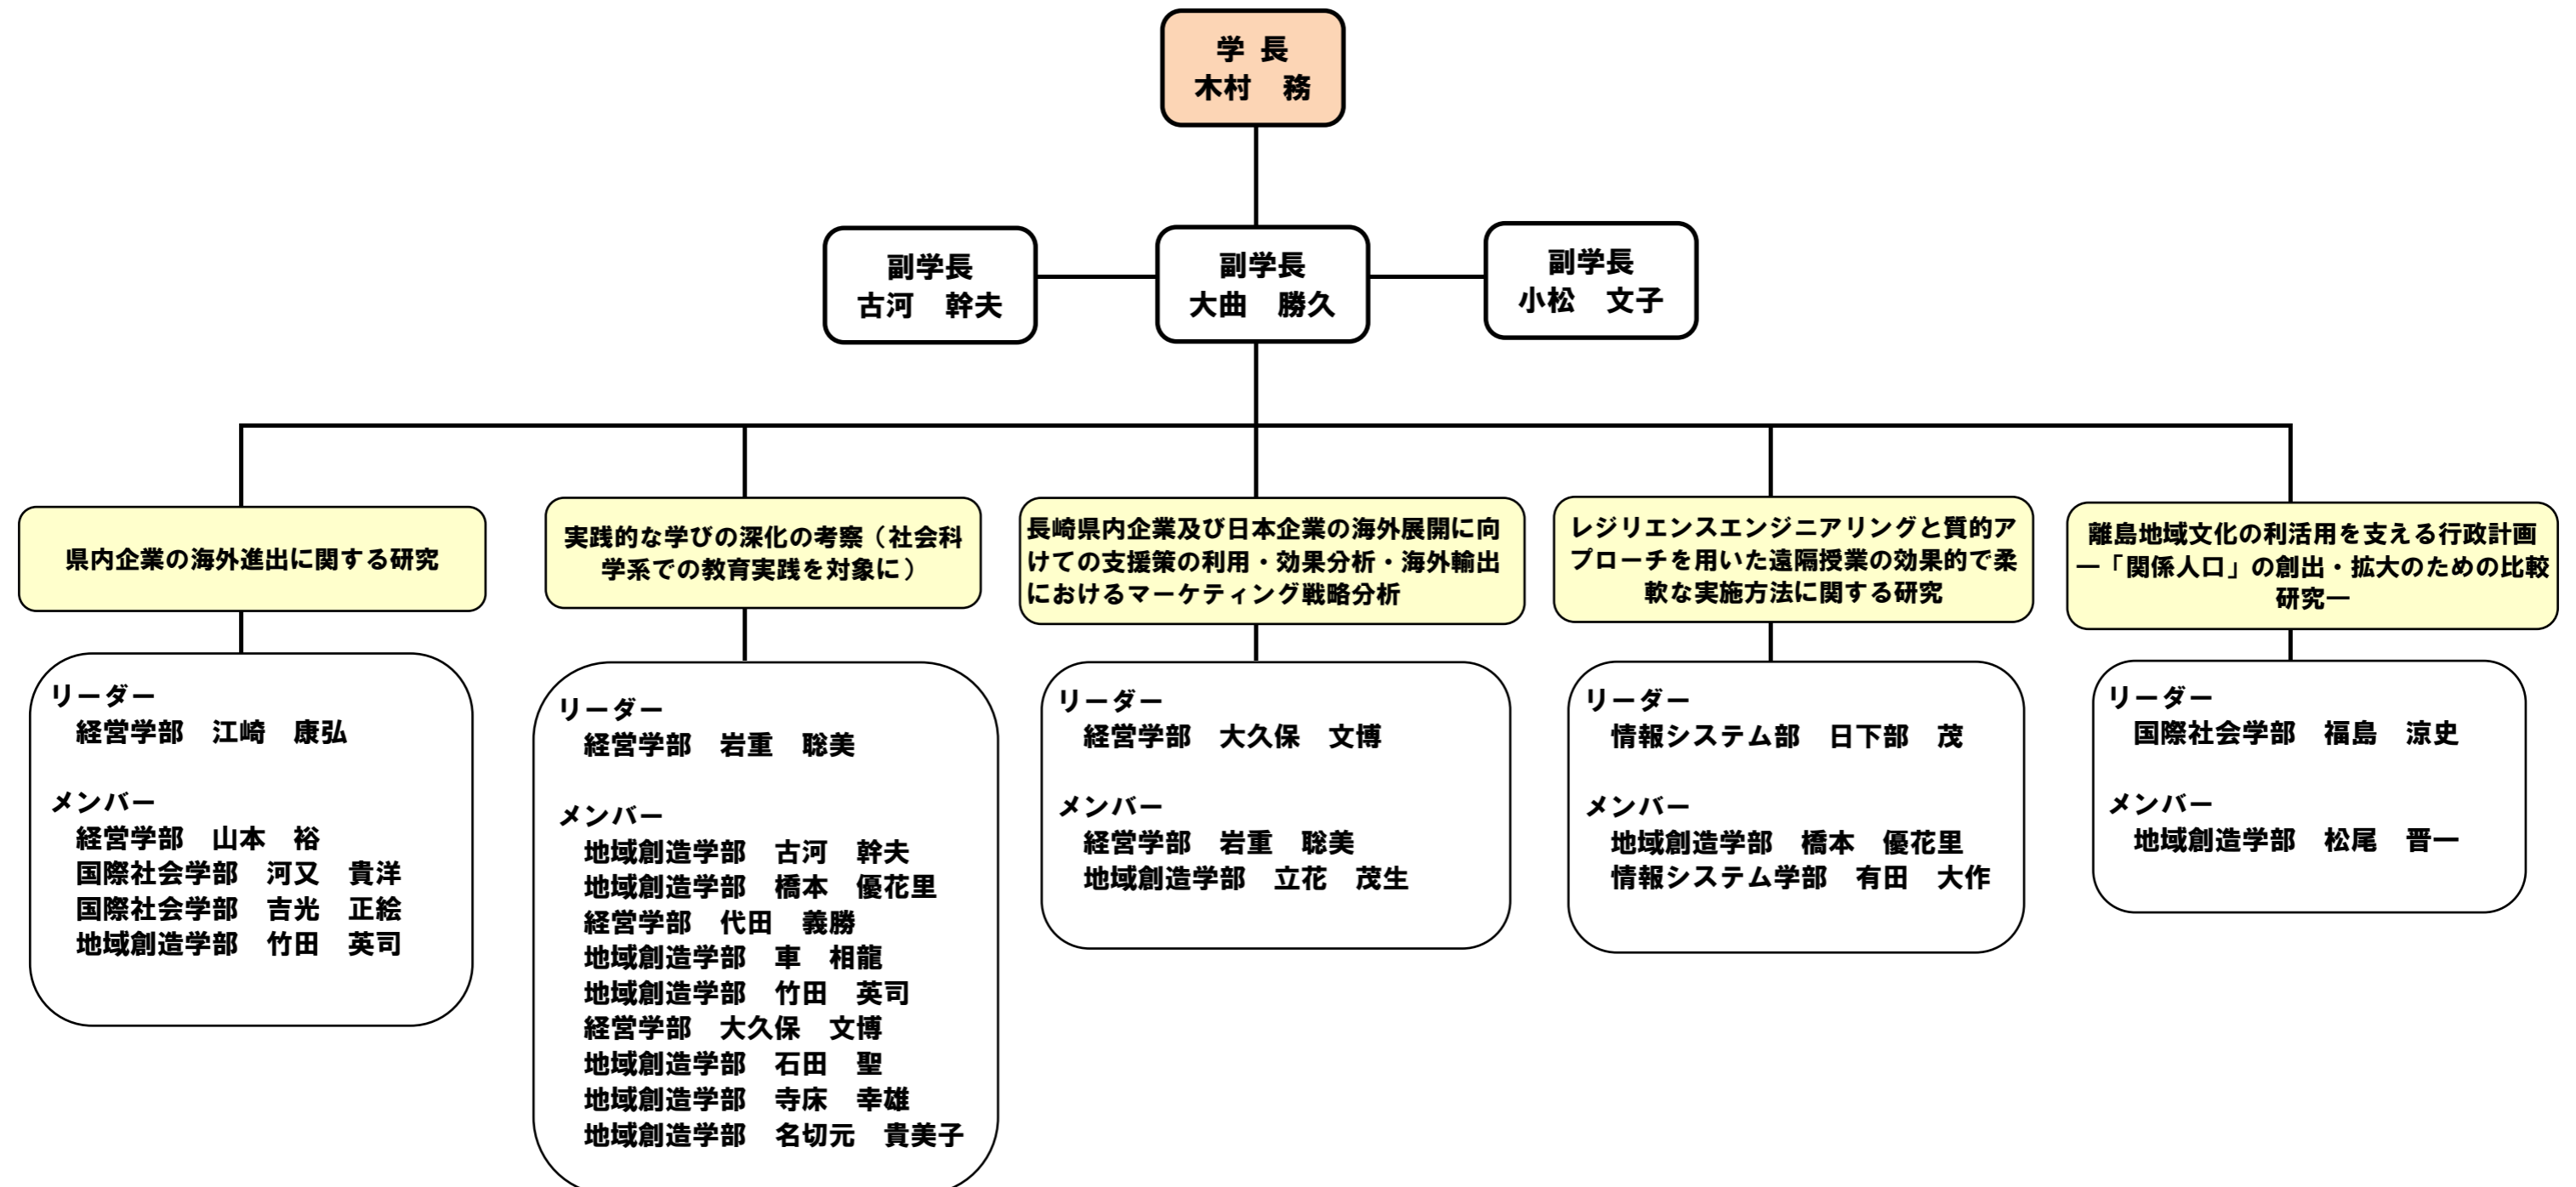 学 長
木村　務
副学長
古河　幹夫
副学長
大曲　勝久
副学長
小松　文子
県内企業の海外進出に関する研究
リーダー
経営学部　江崎　康弘
メンバー
経営学部　山本　裕
国際社会学部　河又　貴洋
国際社会学部　吉光　正絵
地域創造学部　竹田　英司
実践的な学びの深化の考察（社会科
学系での教育実践を対象に）
リーダー
経営学部　岩重　聡美
メンバー
地域創造学部　古河　幹夫
地域創造学部　橋本　優花里
経営学部　代田　義勝
地域創造学部　車　相龍
地域創造学部　竹田　英司
経営学部　大久保　文博
地域創造学部　石田　聖
地域創造学部　寺床　幸雄
地域創造学部　名切元　貴美子
長崎県内企業及び日本企業の海外展開に向
けての支援策の利用・効果分析・海外輸出
におけるマーケティング戦略分析
リーダー
経営学部　大久保　文博
メンバー
経営学部　岩重　聡美
地域創造学部　立花　茂生
レジリエンスエンジニアリングと質的ア
プローチを用いた遠隔授業の効果的で柔
軟な実施方法に関する研究
リーダー
情報システム部　日下部　茂
メンバー
地域創造学部　橋本　優花里
情報システム学部　有田　大作
離島地域文化の利活用を支える行政計画
―「関係人口」の創出・拡大のための比較
研究―
リーダー
国際社会学部　福島　涼史
メンバー
地域創造学部　松尾　晋一